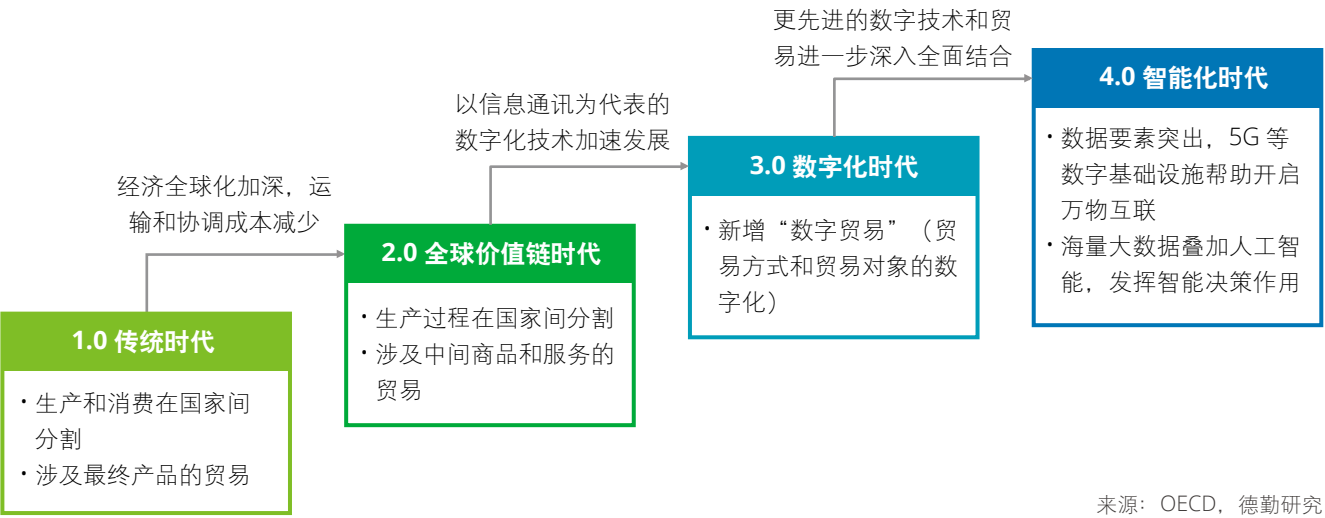 1.0 传统时代
·生产和消费在国家间
分割
·涉及最终产品的贸易
经济全球化加深，运
输和协调成本减少
2.0 全球价值链时代
·生产过程在国家间分割
·涉及中间商品和服务的
贸易
以信息通讯为代表的
数字化技术加速发展
3.0 数字化时代
·新增“数字贸易”（贸
易方式和贸易对象的数
字化）
更先进的数字技术和贸
易进一步深入全面结合
4.0 智能化时代
·数据要素突出，5G 等
数字基础设施帮助开启
万物互联
·海量大数据叠加人工智
能，发挥智能决策作用
来源：OECD，德勤研究